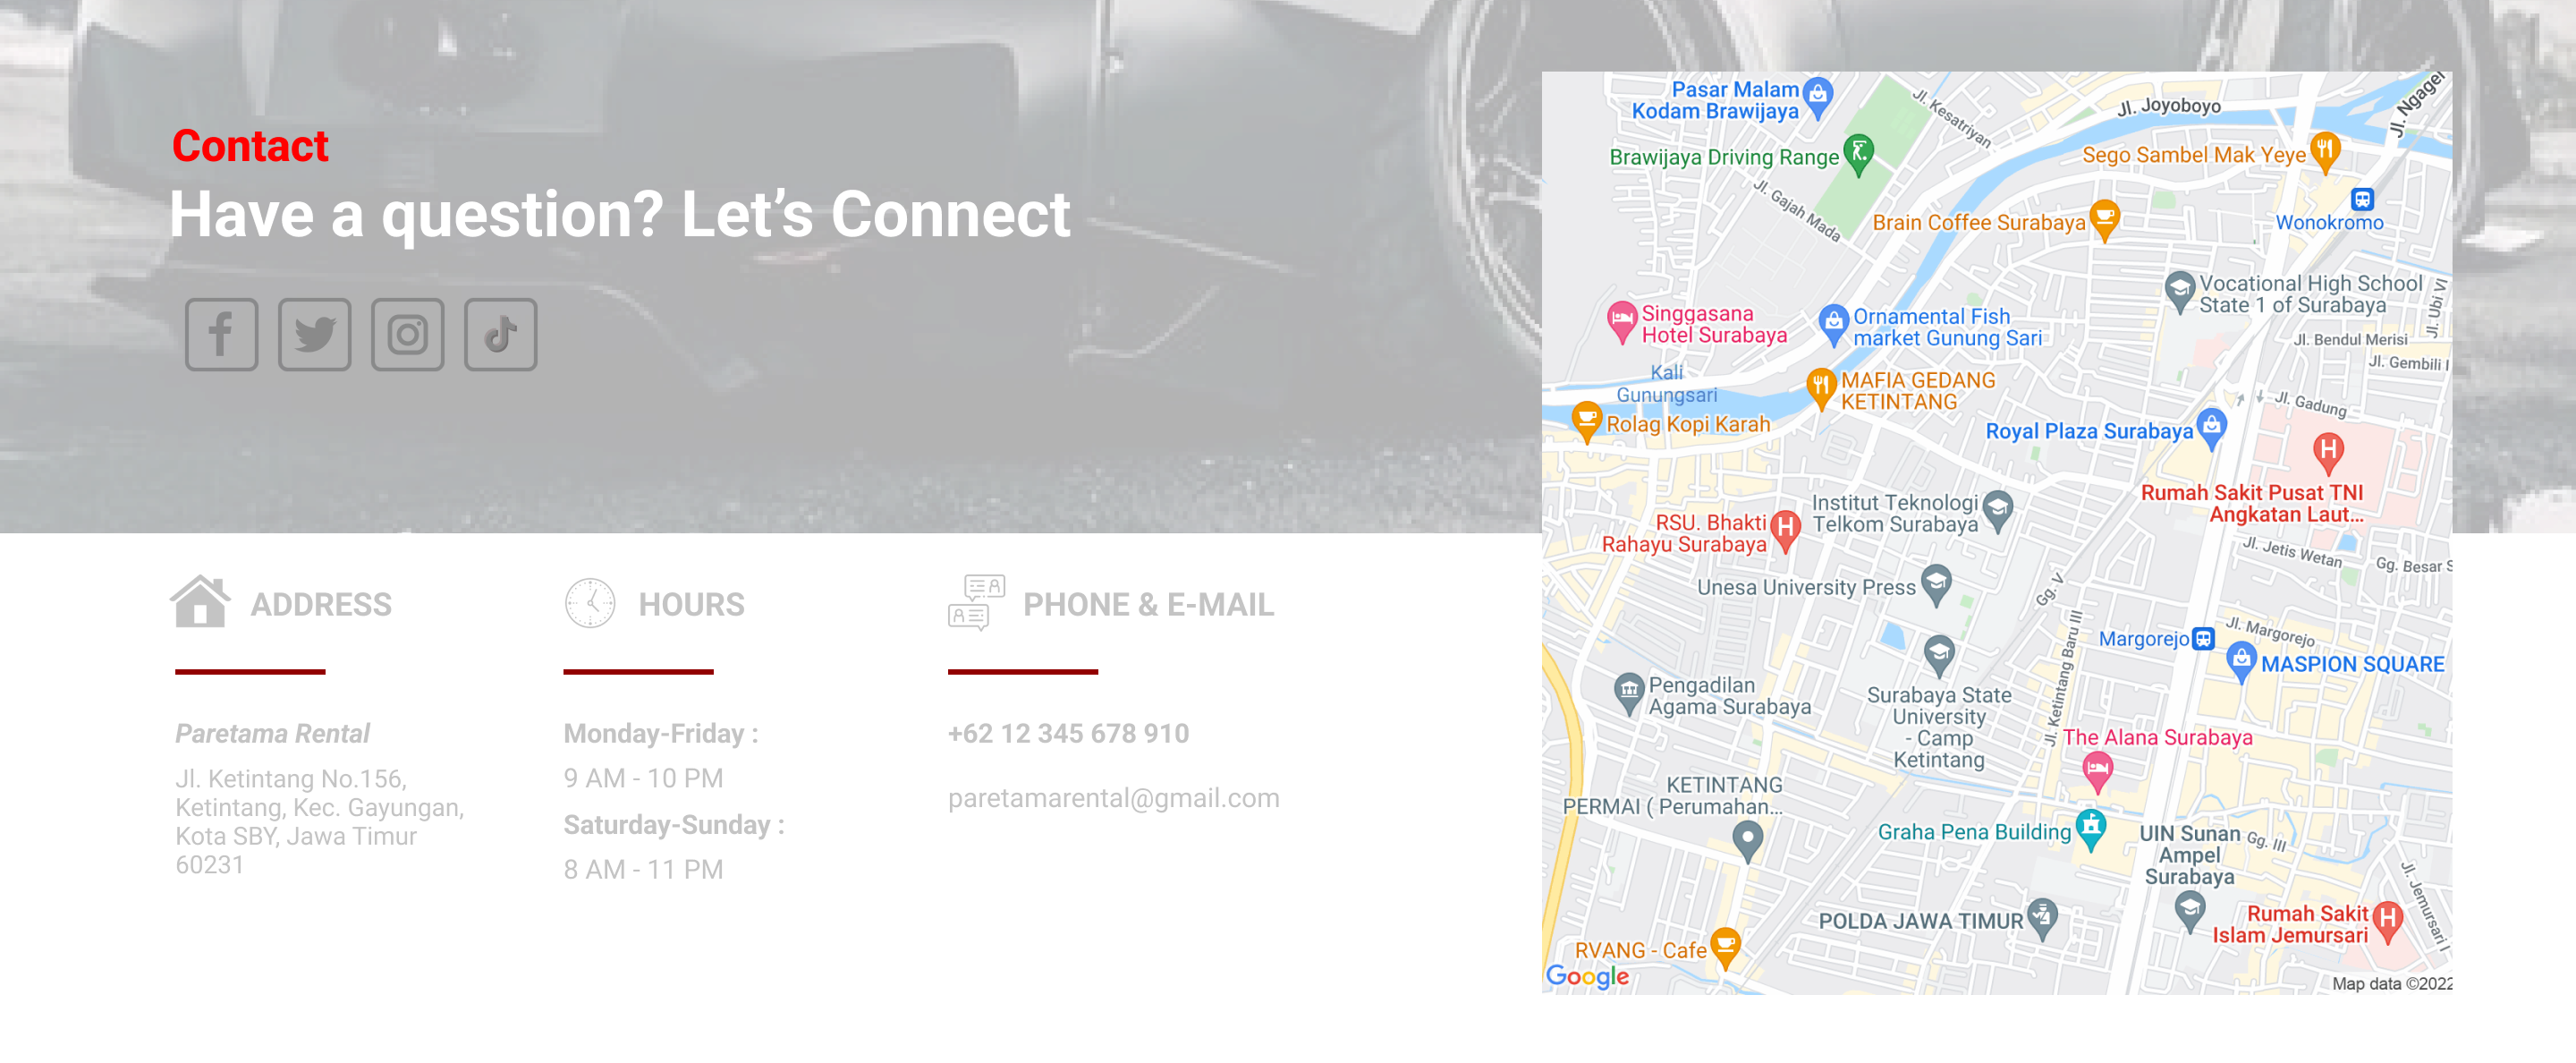 Contact
Have a question? Let’s Connect
ADDRESS
Paretama Rental
Jl. Ketintang No.156,
Ketintang, Kec. Gayungan,
Kota SBY, Jawa Timur
60231
HOURS
Monday-Friday :
9 AM - 10 PM
Saturday-Sunday :
8 AM - 11 PM
PHONE & E-MAIL
+62 12 345 678 910
paretamarental@gmail.com
Pasar Malam
Kodam Brawijaya
Jl. Kesatriyan
Jl. Joyoboyo
Jl. Ngagel
Brawijaya Driving Range
Sego Sambel Mak Yeye
Jl. Gajah Mada
Brain Coffee Surabaya
Wonokromo
Vocational High School
State 1 of Surabaya
Jl. Ubi VI
Singgasana
Hotel Surabaya
Ornamental Fish
market Gunung Sari
Jl. Bendul Merisi
Jl. Gembili I
Kali
Gunungsari
MAFIA GEDANG
KETINTANG
Jl. Gadung
Rolag Kopi Karah
Royal Plaza Surabaya
H
Rumah Sakit Pusat TNI
Angkatan Laut...
Institut Teknologi
Telkom Surabaya
RSU. Bhakti
Rahayu Surabaya
H
Jl. Jetis Wetan
Gg. Besar S
Unesa University Press
Gg. V
Jl. Ketintang Baru III
Margorejo
Jl. Margorejo
MASPION SQUARE
Pengadilan
Agama Surabaya
Surabaya State
University
- Camp
Ketintang
The Alana Surabaya
KETINTANG
PERMAI ( Perumahan...
Graha Pena Building
UIN Sunan
Ampel
Surabaya
Gg. III
Jl. Jemursari I
POLDA JAWA TIMUR
Rumah Sakit
Islam Jemursari
H
RVANG - Cafe
Google
Map data ©2022